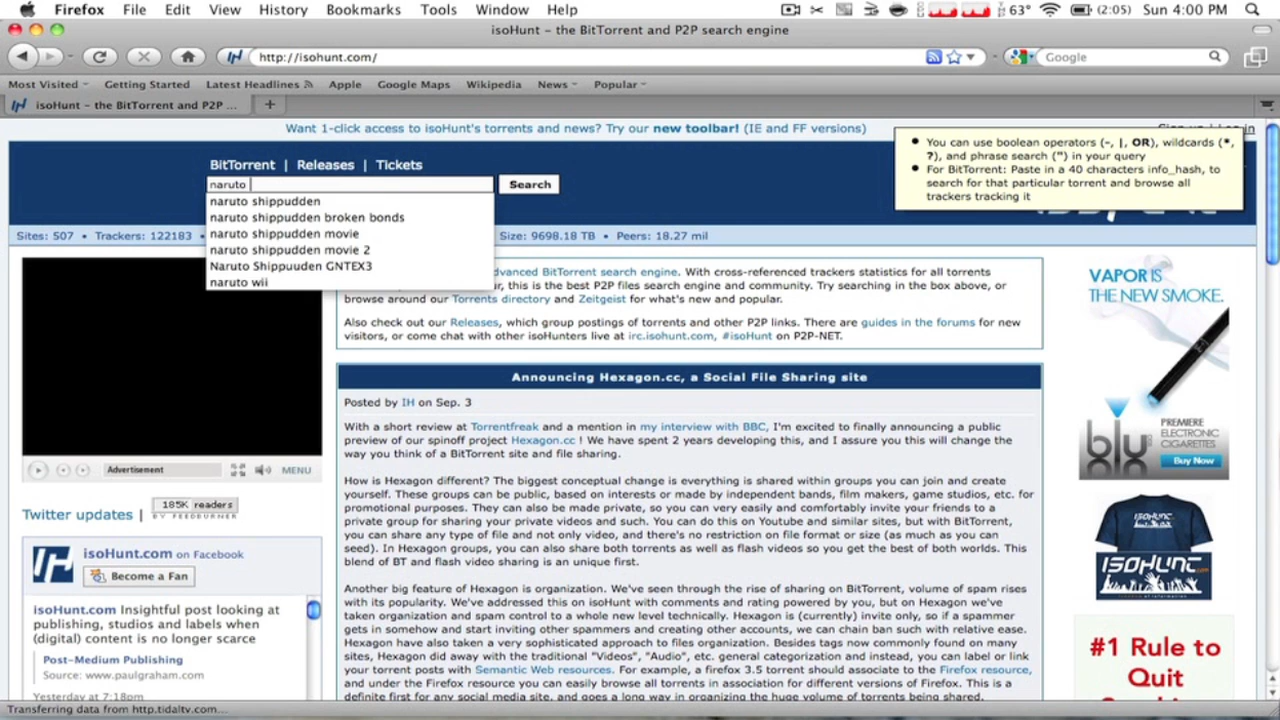 Firefox File Edit View History Bookmarks Tools Window Help 63° (2:05) Sun 4:00 PM
isoHunt – the BitTorrent and P2P search engine
http://isohunt.com/
Google
Most Visited Getting Started Latest Headlines Apple Google Maps Wikipedia News Popular
isoHunt – the BitTorrent and P2P ...
Want 1-click access to isoHunt's torrents and news? Try our new toolbar! (IE and FF versions)
BitTorrent | Releases | Tickets
naruto
Search
naruto shippudden
naruto shippudden broken bonds
naruto shippudden movie
naruto shippudden movie 2
Naruto Shippuuden GNTEX3
naruto wii
• You can use boolean operators (-, |, OR), wildcards (*,
?), and phrase search (") in your query
• For BitTorrent: Paste in a 40 characters info_hash, to
search for that particular torrent and browse all
trackers tracking it
Sites: 507 • Trackers: 122183 • Size: 9698.18 TB • Peers: 18.27 mil
dvanced BitTorrent search engine. With cross-referenced trackers statistics for all torrents
r, this is the best P2P files search engine and community. Try searching in the box above, or
browse around our Torrents directory and Zeitgeist for what's new and popular.
Also check out our Releases, which group postings of torrents and other P2P links. There are guides in the forums for new
visitors, or come chat with other isoHunters live at irc.isohunt.com, #isoHunt on P2P-NET.
Announcing Hexagon.cc, a Social File Sharing site
Posted by IH on Sep. 3
With a short review at Torrentfreak and a mention in my interview with BBC, I'm excited to finally announcing a public
preview of our spinoff project Hexagon.cc ! We have spent 2 years developing this, and I assure you this will change the
way you think of a BitTorrent site and file sharing.
How is Hexagon different? The biggest conceptual change is everything is shared within groups you can join and create
yourself. These groups can be public, based on interests or made by independent bands, film makers, game studios, etc. for
promotional purposes. They can also be made private, so you can very easily and comfortably invite your friends to a
private group for sharing your private videos and such. You can do this on Youtube and similar sites, but with BitTorrent,
you can share any type of file and not only video, and there's no restriction on file format or size (as much as you can
seed). In Hexagon groups, you can also share both torrents as well as flash videos so you get the best of both worlds. This
blend of BT and flash video sharing is an unique first.
Another big feature of Hexagon is organization. We've seen through the rise of sharing on BitTorrent, volume of spam rises
with its popularity. We've addressed this on isoHunt with comments and rating powered by you, but on Hexagon we've
taken organization and spam control to a whole new level technically. Hexagon is (currently) invite only, so if a spammer
gets in somehow and start inviting other spammers and creating other accounts, we can chain ban such with relative ease.
Hexagon have also taken a very sophisticated approach to files organization. Besides tags now commonly found on many
sites, Hexagon did away with the traditional "Videos", "Audio", etc. general categorization and instead, you can label or link
your torrent posts with Semantic Web resources. For example, a firefox 3.5 torrent should associate to the Firefox resource,
and under the Firefox resource you can easily browse all torrents in association for different versions of Firefox. This is a
definite first for any social media site, and goes a long way in organizing the huge volume of torrents being shared.
Advertisement
MENU
Twitter updates |
185K readers
BY FEEDBURNER
isoHunt.com on Facebook
Become a Fan
isoHunt.com Insightful post looking at
publishing, studios and labels when
(digital) content is no longer scarce
Post-Medium Publishing
Source: www.paulgraham.com
Yesterday at 7:18pm
VAPOR IS
THE NEW SMOKE.
blu
PREMIERE
ELECTRONIC
CIGARETTES
Buy Now
ISOHUNT
ISOHUNT.com
#1 Rule to
Quit
Transferring data from http.tidaltv.com...